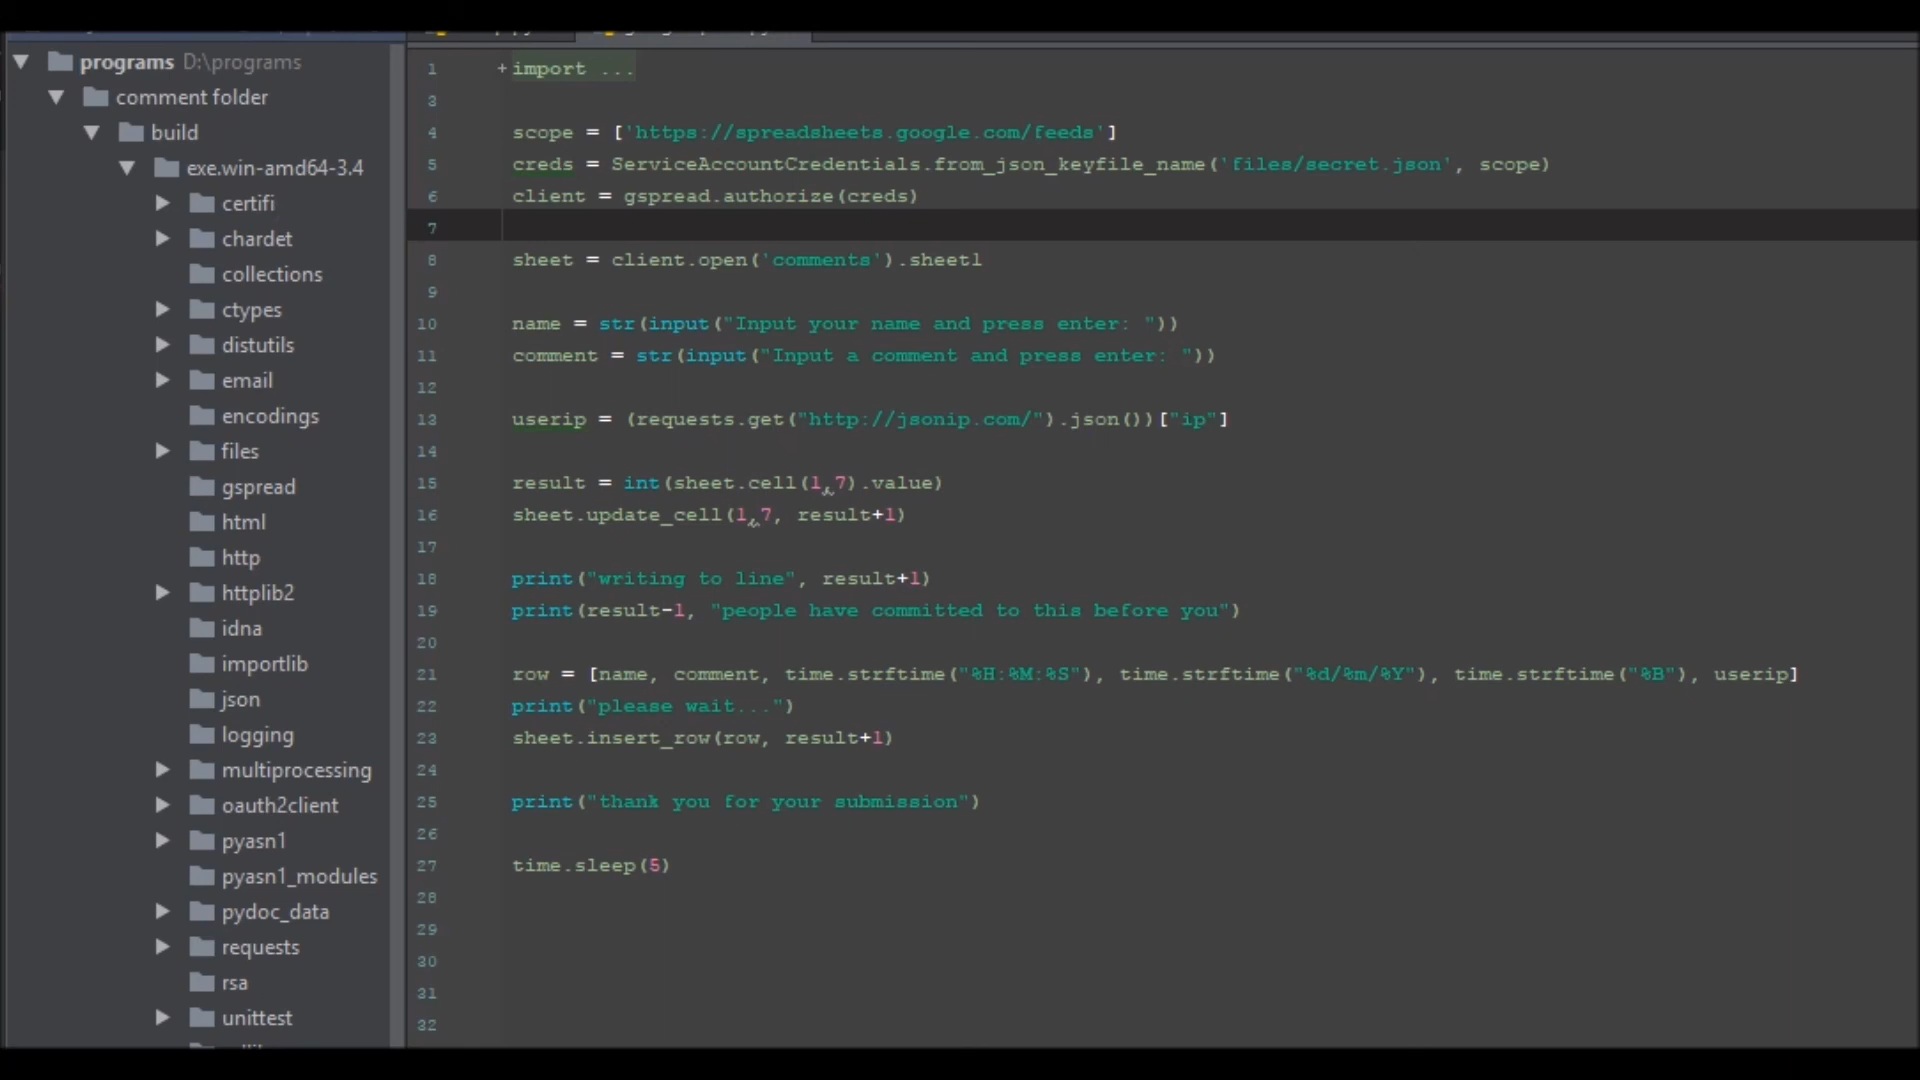 programs D:\programs
comment folder
build
exe.win-amd64-3.4
certifi
chardet
collections
ctypes
distutils
email
encodings
files
gspread
html
http
httplib2
idna
importlib
json
logging
multiprocessing
oauth2client
pyasn1
pyasn1_modules
pydoc_data
requests
rsa
unittest
1 +import ...
3
4 scope = ['https://spreadsheets.google.com/feeds']
5 creds = ServiceAccountCredentials.from_json_keyfile_name('files/secret.json', scope)
6 client = gspread.authorize(creds)
7
8 sheet = client.open('comments').sheet1
9
10 name = str(input("Input your name and press enter: "))
11 comment = str(input("Input a comment and press enter: "))
12
13 userip = (requests.get("http://jsonip.com/").json())["ip"]
14
15 result = int(sheet.cell(1,7).value)
16 sheet.update_cell(1,7, result+1)
17
18 print("writing to line", result+1)
19 print(result-1, "people have committed to this before you")
20
21 row = [name, comment, time.strftime("%H:%M:%S"), time.strftime("%d/%m/%Y"), time.strftime("%B"), userip]
22 print("please wait...")
23 sheet.insert_row(row, result+1)
24
25 print("thank you for your submission")
26
27 time.sleep(5)
28
29
30
31
32